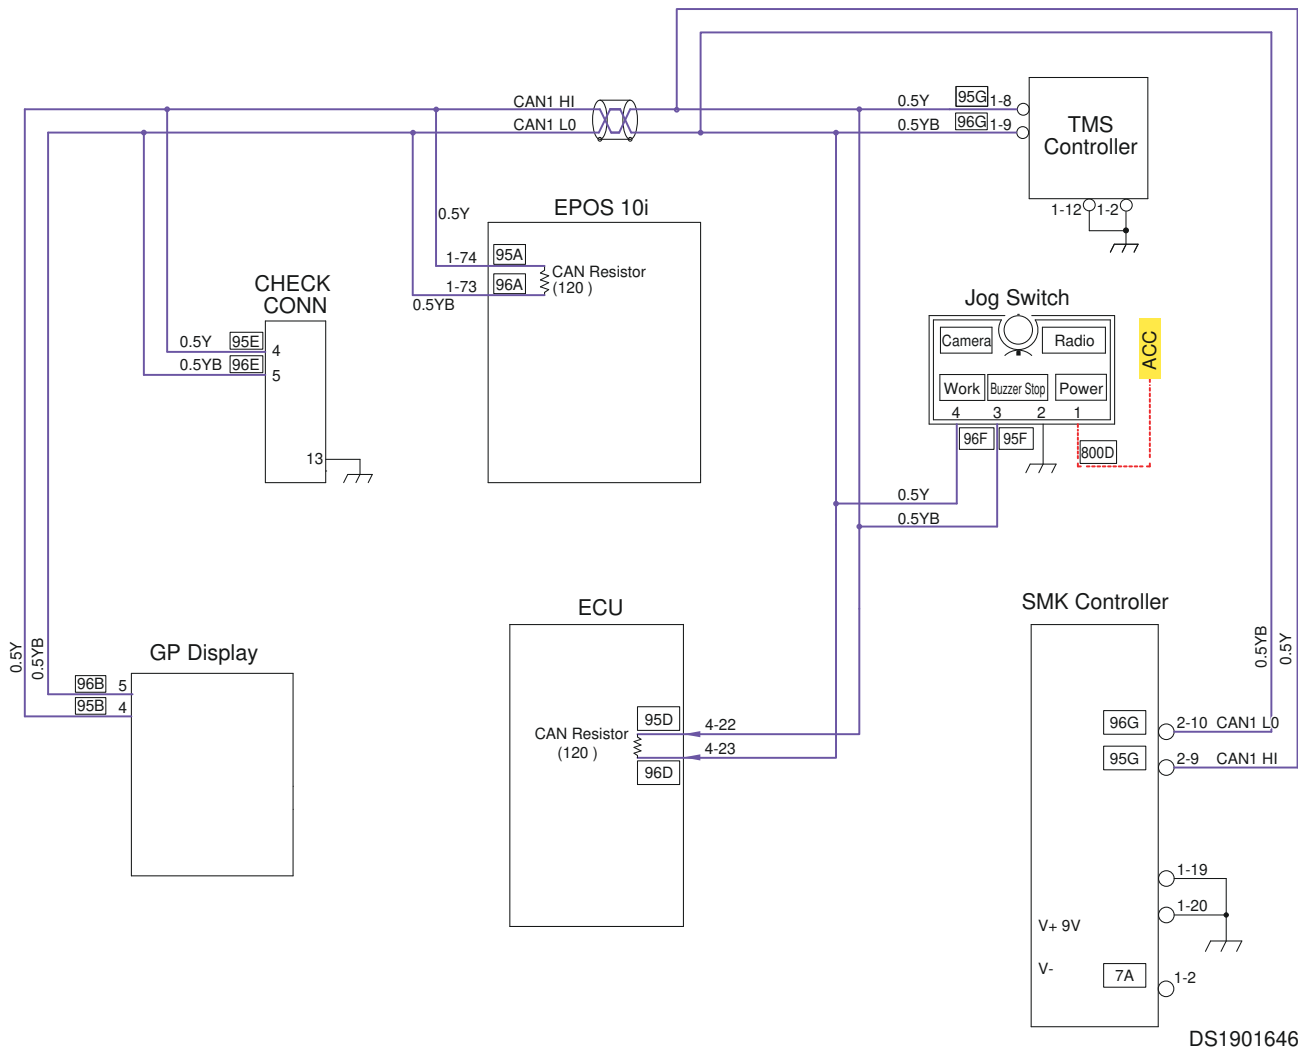 CAN1 HI
CAN1 L0
0.5Y
95G
1-8
0.5YB
96G
1-9
TMS
Controller
1-12
1-2
EPOS 10i
0.5Y
1-74
95A
1-73
96A
0.5YB
CAN Resistor
(120 )
CHECK
CONN
0.5Y
95E
4
0.5YB
96E
5
13
Jog Switch
Camera
Radio
Work
Buzzer Stop
Power
4
3
2
1
96F
95F
800D
ACC
0.5Y
0.5YB
ECU
CAN Resistor
(120 )
95D
4-22
4-23
96D
GP Display
0.5Y
0.5YB
96B
5
95B
4
SMK Controller
0.5YB
0.5Y
96G
2-10
CAN1 L0
95G
2-9
CAN1 HI
1-19
1-20
V+ 9V
V-
7A
1-2
DS1901646